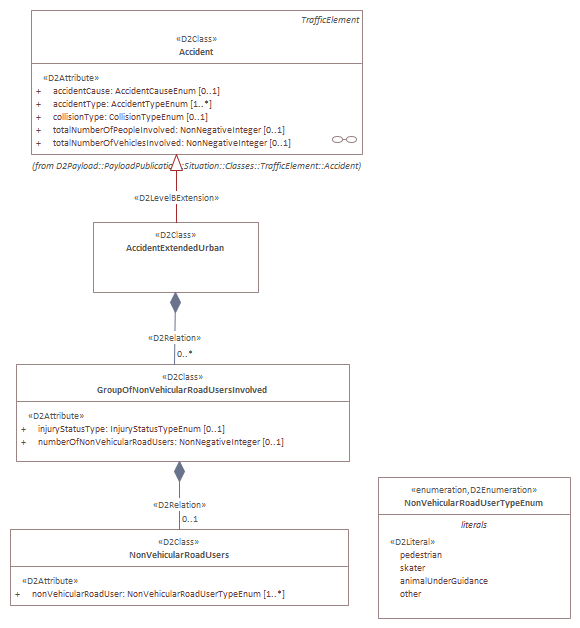 TrafficElement
«D2Class»
Accident
«D2Attribute»
+ accidentCause: AccidentCauseEnum [0..1]
+ accidentType: AccidentTypeEnum [1..*]
+ collisionType: CollisionTypeEnum [0..1]
+ totalNumberOfPeopleInvolved: NonNegativeInteger [0..1]
+ totalNumberOfVehiclesInvolved: NonNegativeInteger [0..1]
(from D2Payload::PayloadPublication::Situation::Classes::TrafficElement::Accident)
«D2LevelBExtension»
«D2Class»
AccidentExtendedUrban
«D2Relation»
0..*
«D2Class»
GroupOfNonVehicularRoadUsersInvolved
«D2Attribute»
+ injuryStatusType: InjuryStatusTypeEnum [0..1]
+ numberOfNonVehicularRoadUsers: NonNegativeInteger [0..1]
«D2Relation»
0..1
«D2Class»
NonVehicularRoadUsers
«D2Attribute»
+ nonVehicularRoadUser: NonVehicularRoadUserTypeEnum [1..*]
«enumeration,D2Enumeration»
NonVehicularRoadUserTypeEnum
literals
«D2Literal»
pedestrian
skater
animalUnderGuidance
other